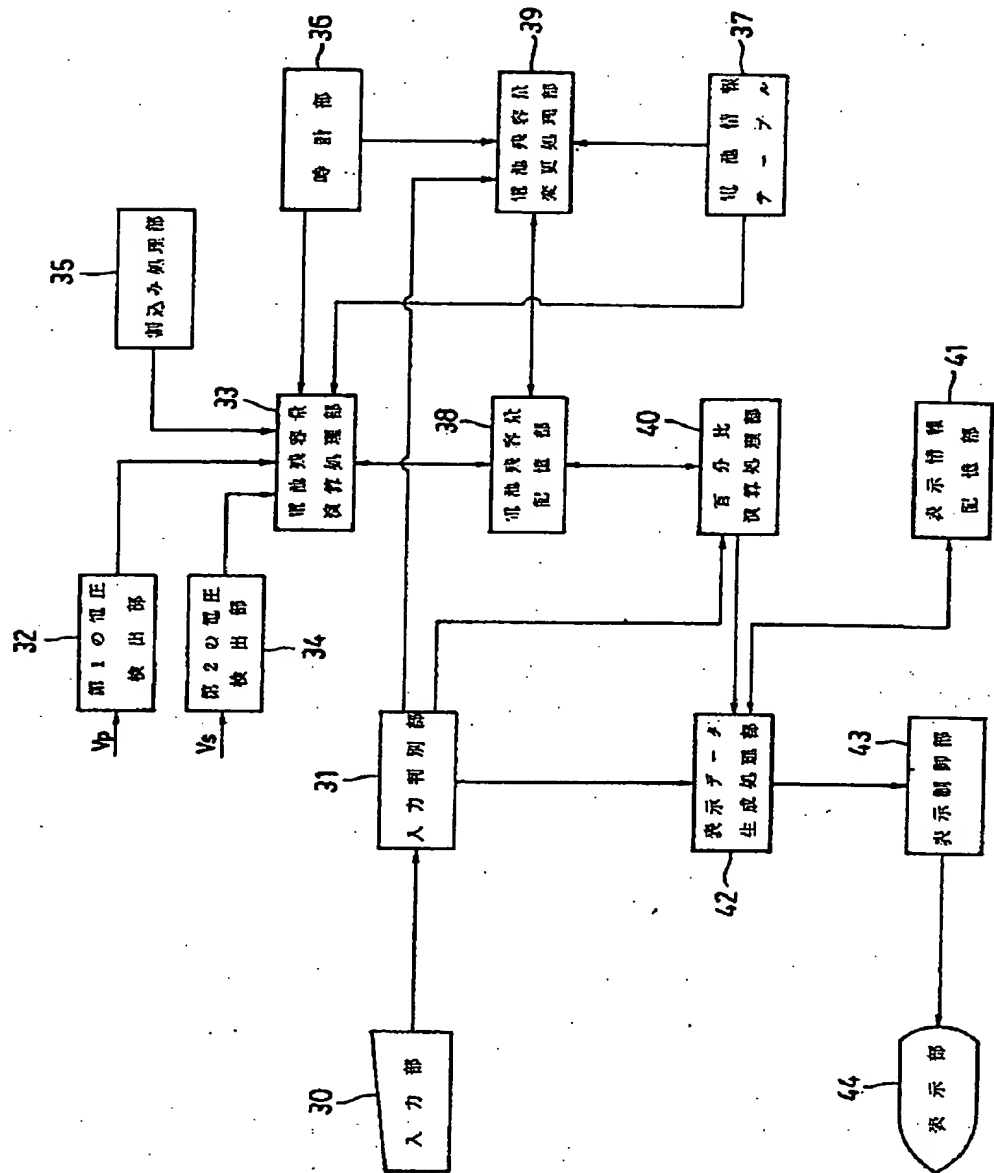 30
入力部
31
入力判別部
32
第1の電圧
検出部
Vp
34
第2の電圧
検出部
Vs
33
電池残容量
演算処理部
35
割込み処理部
36
時計部
39
電池残容量
変更処理部
37
電池情報
テーブル
38
電池残容量
記憶部
40
百分比
演算処理部
41
表示情報
記憶部
42
表示データ
生成処理部
43
表示制御部
44
表示部